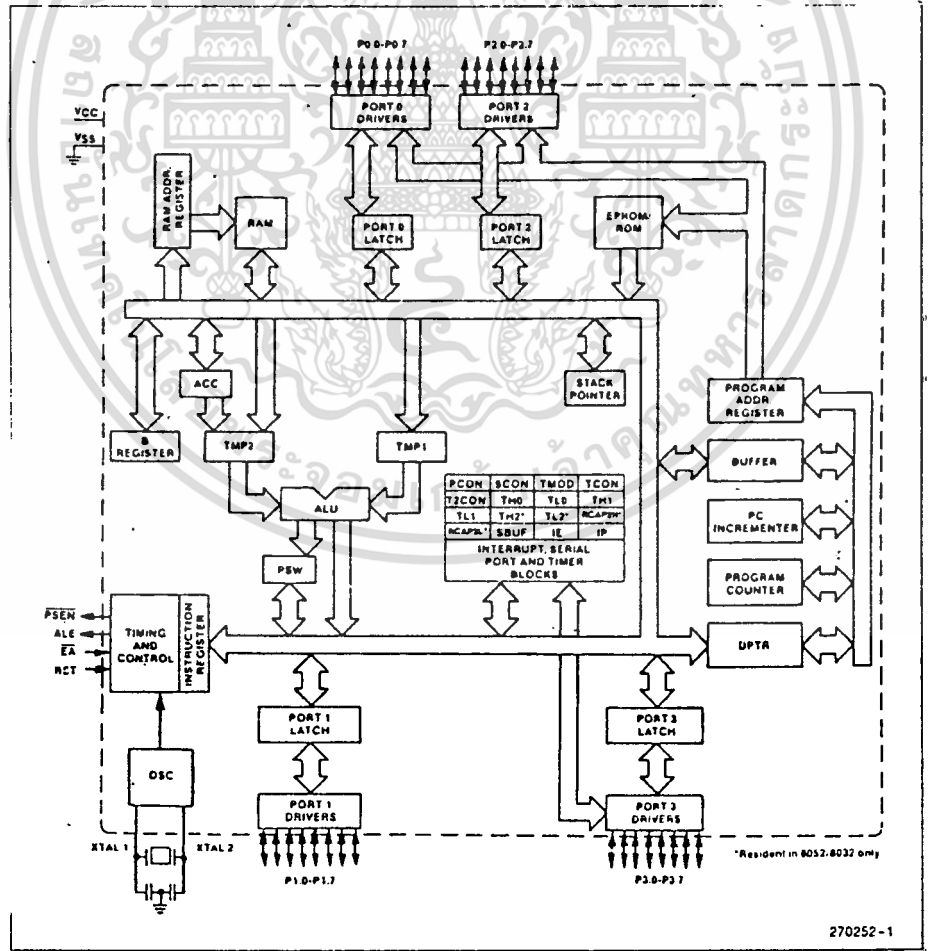 P0.0-P0.7
P2.0-P2.7
VCC
VSS
PORT 0
DRIVERS
PORT 2
DRIVERS
RAM ADDR.
REGISTER
RAM
PORT 0
LATCH
PORT 2
LATCH
EPROM/
ROM
B
REGISTER
ACC
TMP2
TMP1
STACK
POINTER
ALU
PSW
PROGRAM
ADDR
REGISTER
BUFFER
PC
INCREMENTER
PROGRAM
COUNTER
DPTR
PCON SCON TMOD TCON
T2CON TH0 TL0 TH1
TL1 TH2* TL2* RCAP2H*
RCAP2L* SBUF IE IP
INTERRUPT, SERIAL
PORT AND TIMER
BLOCKS
PSEN
ALE
EA
RST
TIMING
AND
CONTROL
INSTRUCTION
REGISTER
OSC
XTAL 1
XTAL 2
PORT 1
LATCH
PORT 1
DRIVERS
P1.0-P1.7
PORT 3
LATCH
PORT 3
DRIVERS
P3.0-P3.7
*Resident in 8052/8032 only
270252-1